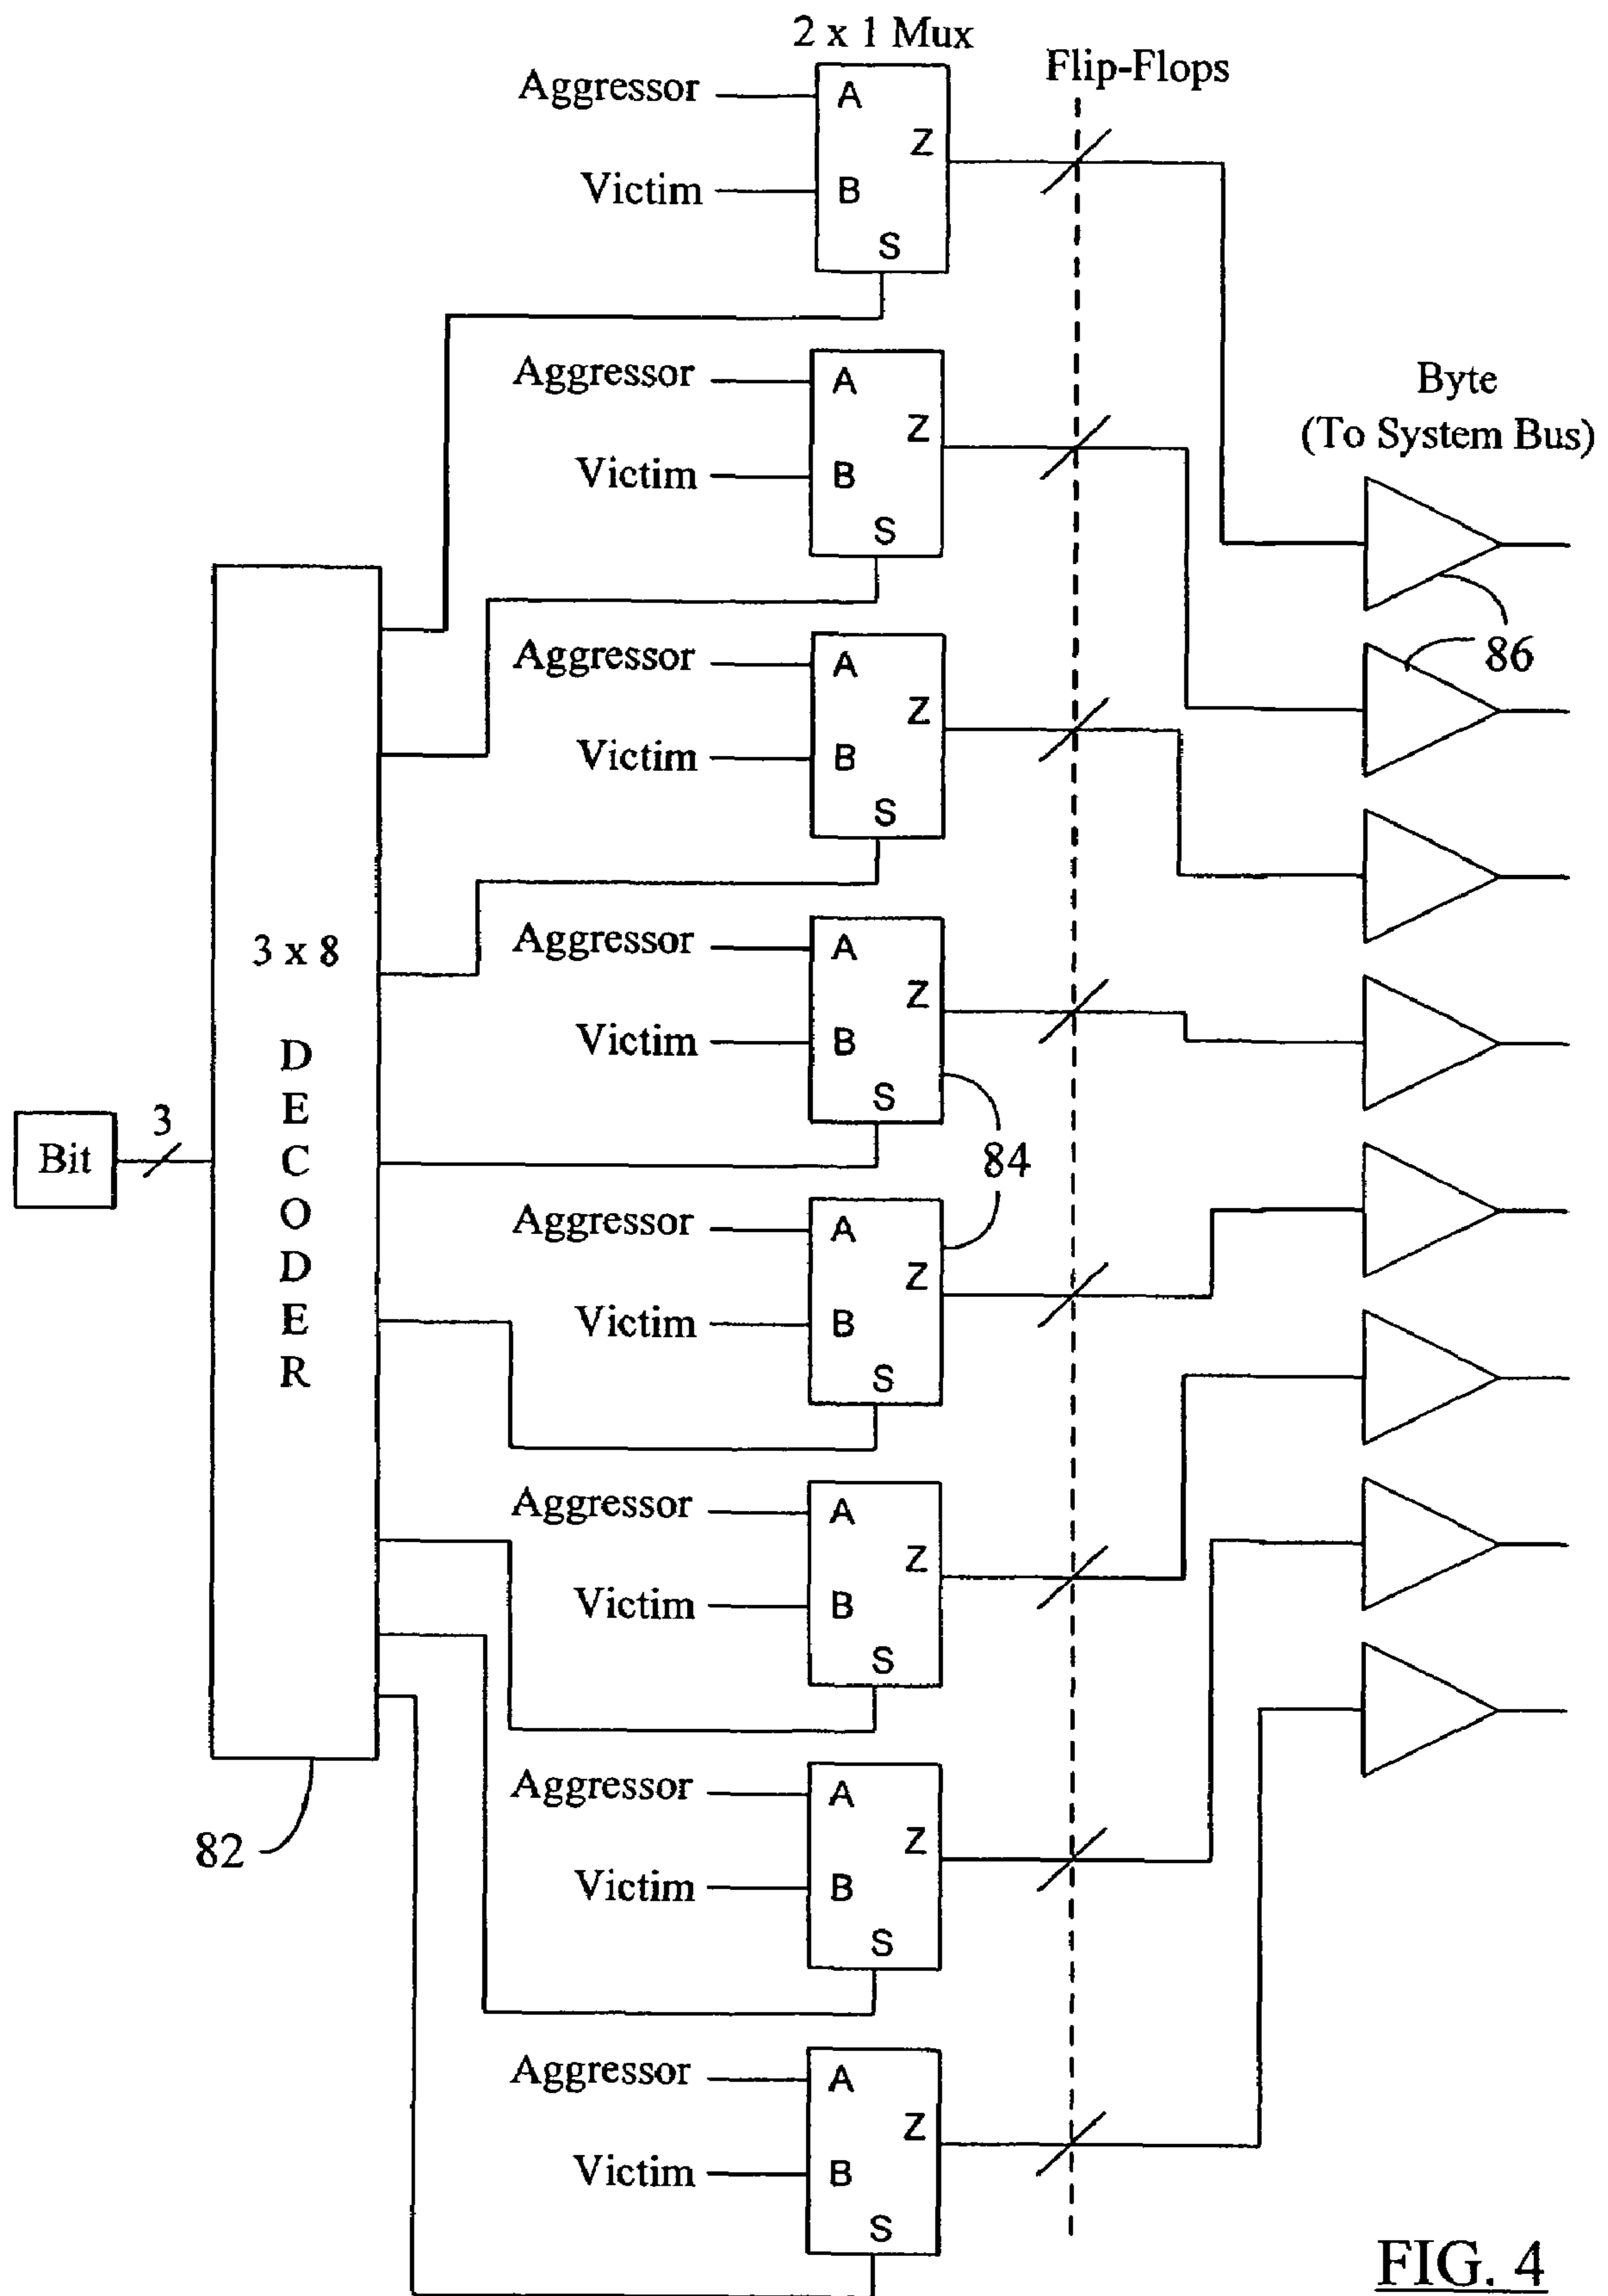 2 x 1 Mux
Flip-Flops
Aggressor
A
Z
Victim
B
S
Aggressor
A
Z
Victim
B
S
Byte
(To System Bus)
Aggressor
A
Z
Victim
B
S
86
3 x 8
DECODER
Bit
3
82
Aggressor
A
Z
Victim
B
S
84
Aggressor
A
Z
Victim
B
S
Aggressor
A
Z
Victim
B
S
Aggressor
A
Z
Victim
B
S
Aggressor
A
Z
Victim
B
S
FIG. 4